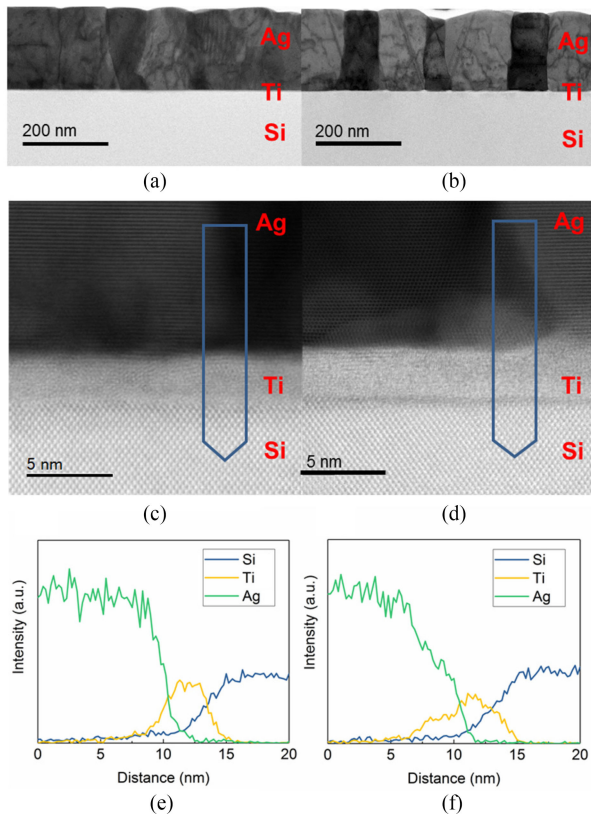 Ag
Ti
Si
200 nm
(a)
Ag
Ti
Si
200 nm
(b)
Ag
Ti
Si
5 nm
(c)
Ag
Ti
Si
5 nm
(d)
Intensity (a.u.)
Si
Ti
Ag
0 5 10 15 20
Distance (nm)
(e)
Intensity (a.u.)
Si
Ti
Ag
0 5 10 15 20
Distance (nm)
(f)